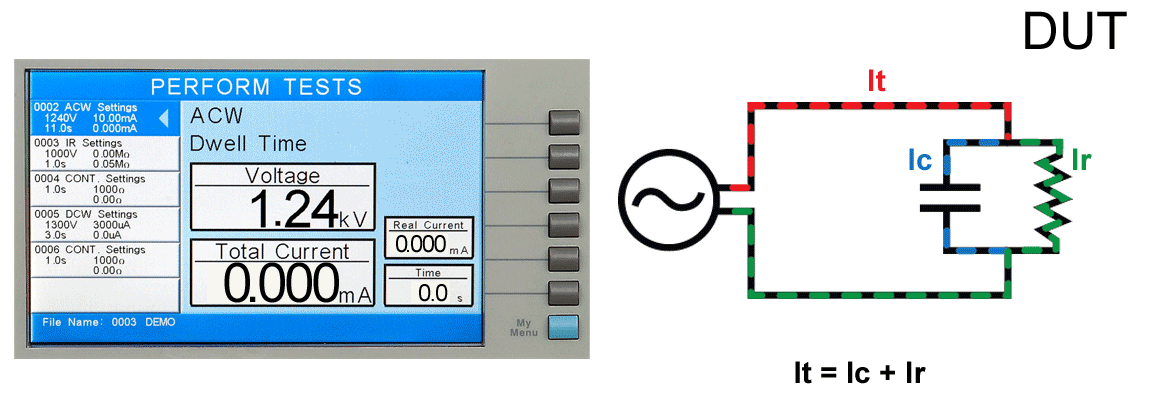 DUT
PERFORM TESTS
0002 ACW Settings
1240V 10.00mA
11.0s 0.000mA
0003 IR Settings
1000V 0.00MΩ
1.0s 0.05MΩ
0004 CONT. Settings
1.0s 1000Ω
0.00Ω
0005 DCW Settings
1300V 3000uA
3.0s 0.0uA
0006 CONT. Settings
1.0s 1000Ω
0.00Ω
ACW
Dwell Time
Voltage
1.24kV
Total Current
0.000mA
Real Current
0.000 mA
Time
0.0 s
File Name: 0003 DEMO
My
Menu
It
Ic
Ir
It = Ic + Ir